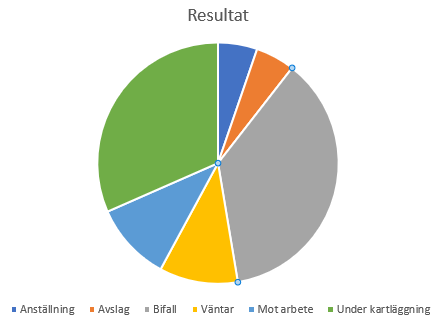 Resultat
Anställning Avslag Bifall Väntar Mot arbete Under kartläggning